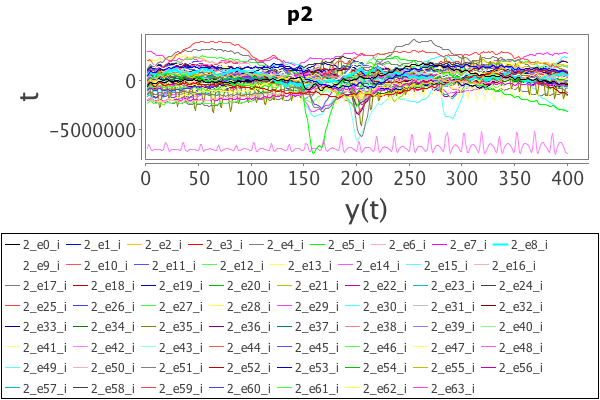 p2
t
0
−5000000
0 50 100 150 200 250 300 350 400
y(t)
2_e0_i 2_e1_i 2_e2_i 2_e3_i 2_e4_i 2_e5_i 2_e6_i 2_e7_i 2_e8_i
2_e9_i 2_e10_i 2_e11_i 2_e12_i 2_e13_i 2_e14_i 2_e15_i 2_e16_i
2_e17_i 2_e18_i 2_e19_i 2_e20_i 2_e21_i 2_e22_i 2_e23_i 2_e24_i
2_e25_i 2_e26_i 2_e27_i 2_e28_i 2_e29_i 2_e30_i 2_e31_i 2_e32_i
2_e33_i 2_e34_i 2_e35_i 2_e36_i 2_e37_i 2_e38_i 2_e39_i 2_e40_i
2_e41_i 2_e42_i 2_e43_i 2_e44_i 2_e45_i 2_e46_i 2_e47_i 2_e48_i
2_e49_i 2_e50_i 2_e51_i 2_e52_i 2_e53_i 2_e54_i 2_e55_i 2_e56_i
2_e57_i 2_e58_i 2_e59_i 2_e60_i 2_e61_i 2_e62_i 2_e63_i